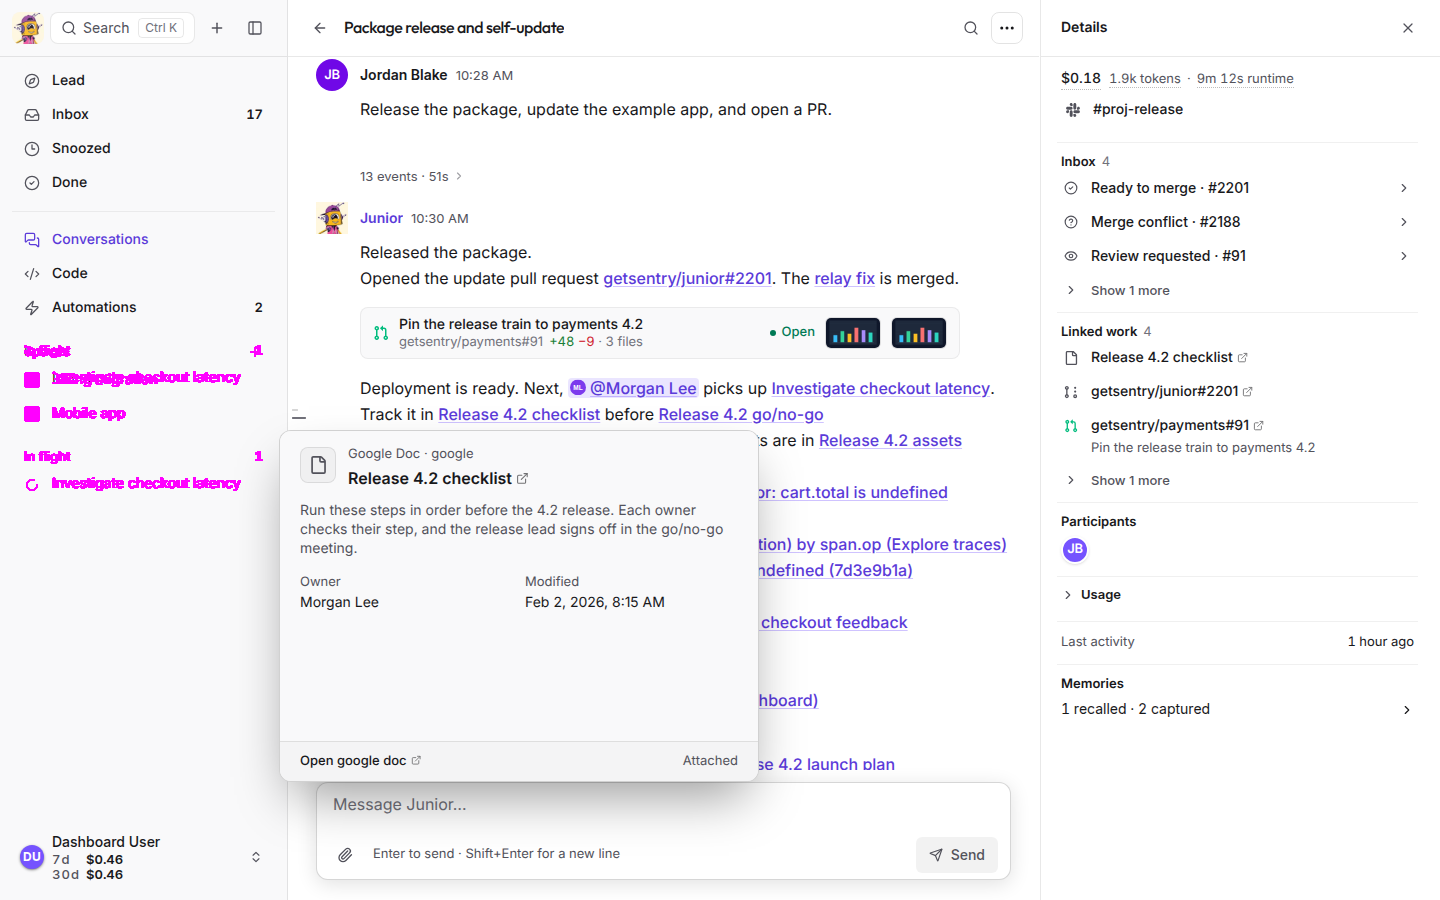 Search Ctrl K
Lead
Inbox 17
Snoozed
Done
Conversations
Code
Automations 2
Mobile app
In flight 1
Investigate checkout latency
DU Dashboard User
7d $0.46
30d $0.46
Package release and self-update
JB Jordan Blake 10:28 AM
Release the package, update the example app, and open a PR.
13 events · 51s
Junior 10:30 AM
Released the package.
Opened the update pull request getsentry/junior#2201. The relay fix is merged.
Pin the release train to payments 4.2
getsentry/payments#91 +48 −9 · 3 files
Open
Deployment is ready. Next, ML @Morgan Lee picks up Investigate checkout latency.
Track it in Release 4.2 checklist before Release 4.2 go/no-go
s are in Release 4.2 assets
or: cart.total is undefined
tion) by span.op (Explore traces)
ndefined (7d3e9b1a)
checkout feedback
hboard)
se 4.2 launch plan
Google Doc · google
Release 4.2 checklist
Run these steps in order before the 4.2 release. Each owner
checks their step, and the release lead signs off in the go/no-go
meeting.
Owner Modified
Morgan Lee Feb 2, 2026, 8:15 AM
Open google doc Attached
Message Junior...
Enter to send · Shift+Enter for a new line
Send
Details
$0.18 1.9k tokens · 9m 12s runtime
#proj-release
Inbox 4
Ready to merge · #2201
Merge conflict · #2188
Review requested · #91
Show 1 more
Linked work 4
Release 4.2 checklist
getsentry/junior#2201
getsentry/payments#91
Pin the release train to payments 4.2
Show 1 more
Participants
JB
Usage
Last activity 1 hour ago
Memories
1 recalled · 2 captured